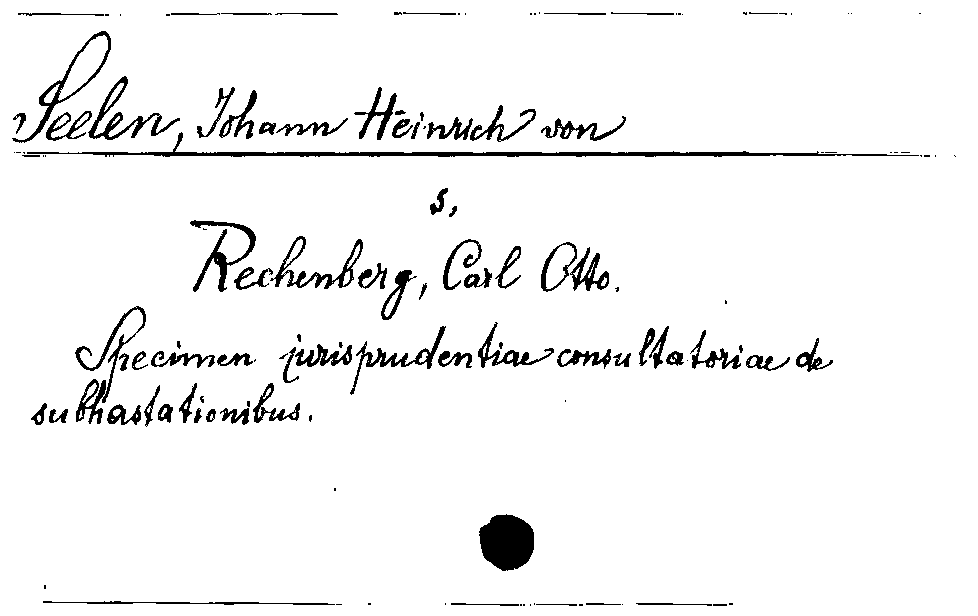 Seelen, Johann Heinrich von
s.
Rechenberg, Carl Otto.
Specimen jurisprudentiae consultatoriae de
subhastationibus.